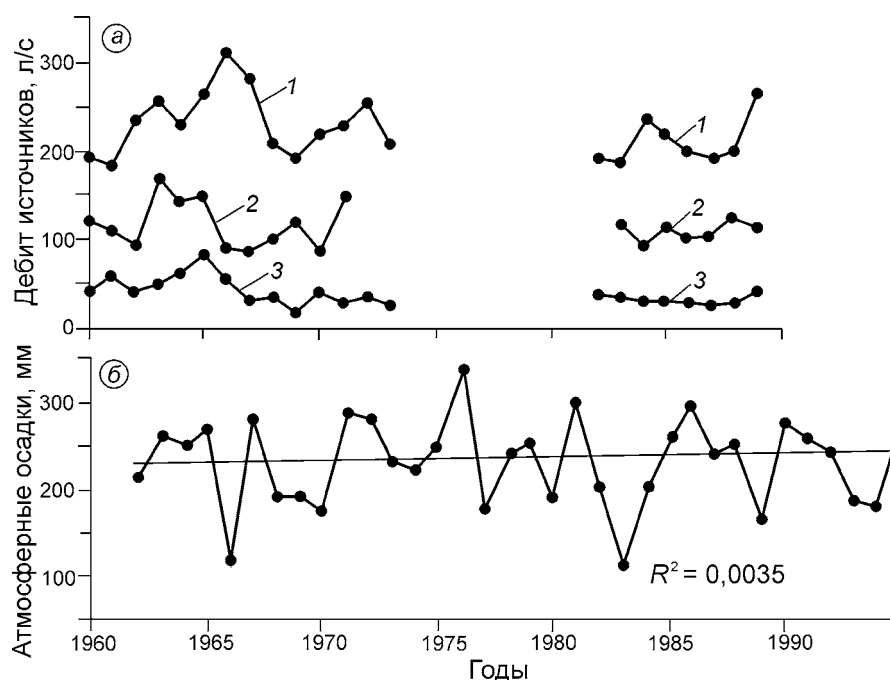 а
Дебит источников, л/с
300
200
100
0
1
2
3
1
2
3
б
Атмосферные осадки, мм
300
200
100
R² = 0,0035
1960 1965 1970 1975 1980 1985 1990
Годы